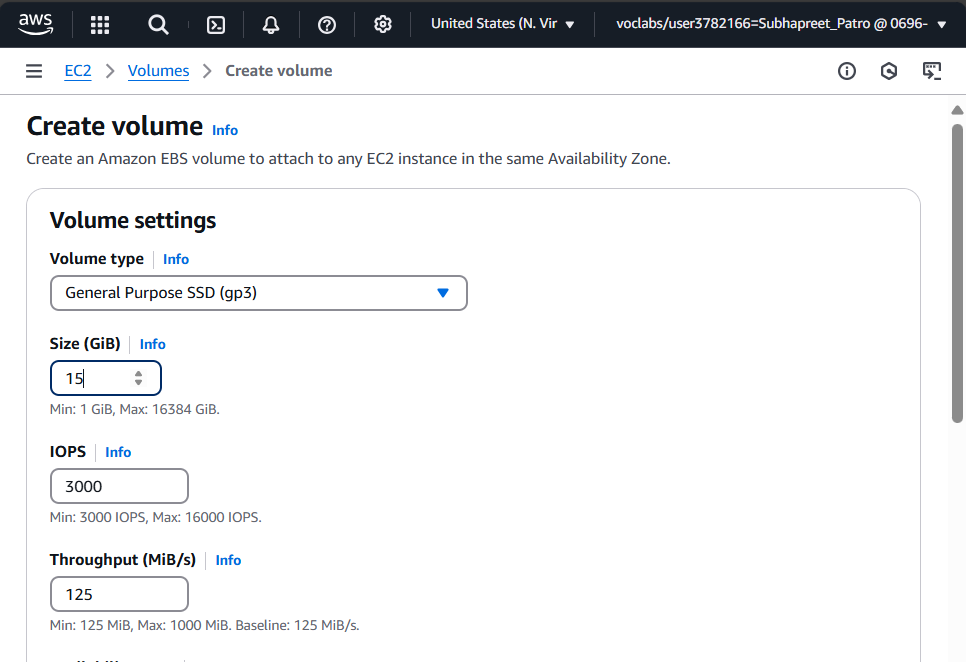 aws United States (N. Vir voclabs/user3782166=Subhapreet_Patro @ 0696-
EC2 Volumes Create volume
Create volume Info
Create an Amazon EBS volume to attach to any EC2 instance in the same Availability Zone.
Volume settings
Volume type Info
General Purpose SSD (gp3)
Size (GiB) Info
15
Min: 1 GiB, Max: 16384 GiB.
IOPS Info
3000
Min: 3000 IOPS, Max: 16000 IOPS.
Throughput (MiB/s) Info
125
Min: 125 MiB, Max: 1000 MiB. Baseline: 125 MiB/s.